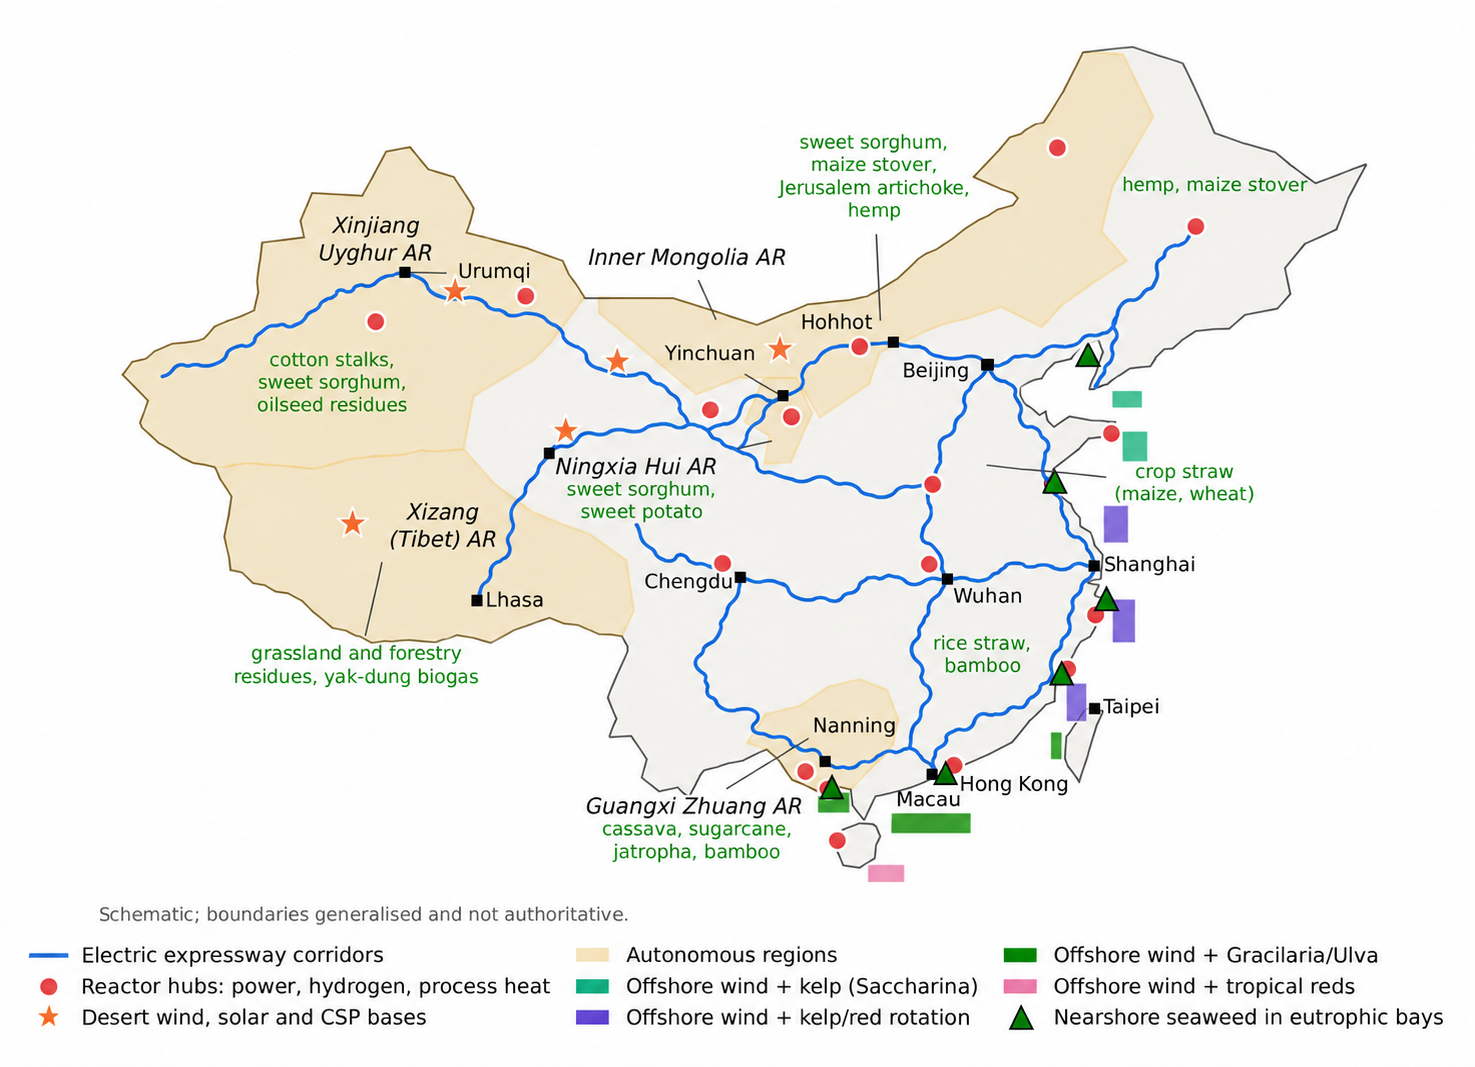 sweet sorghum,
maize stover,
Jerusalem artichoke,
hemp
hemp, maize stover
Xinjiang
Uyghur AR
Urumqi
Inner Mongolia AR
Hohhot
Yinchuan
Beijing
cotton stalks,
sweet sorghum,
oilseed residues
Ningxia Hui AR
sweet sorghum,
sweet potato
crop straw
(maize, wheat)
Xizang
(Tibet) AR
Chengdu
Shanghai
Lhasa
Wuhan
rice straw,
bamboo
grassland and forestry
residues, yak-dung biogas
Taipei
Nanning
Hong Kong
Macau
Guangxi Zhuang AR
cassava, sugarcane,
jatropha, bamboo
Schematic; boundaries generalised and not authoritative.
Electric expressway corridors
Reactor hubs: power, hydrogen, process heat
Desert wind, solar and CSP bases
Autonomous regions
Offshore wind + kelp (Saccharina)
Offshore wind + kelp/red rotation
Offshore wind + Gracilaria/Ulva
Offshore wind + tropical reds
Nearshore seaweed in eutrophic bays